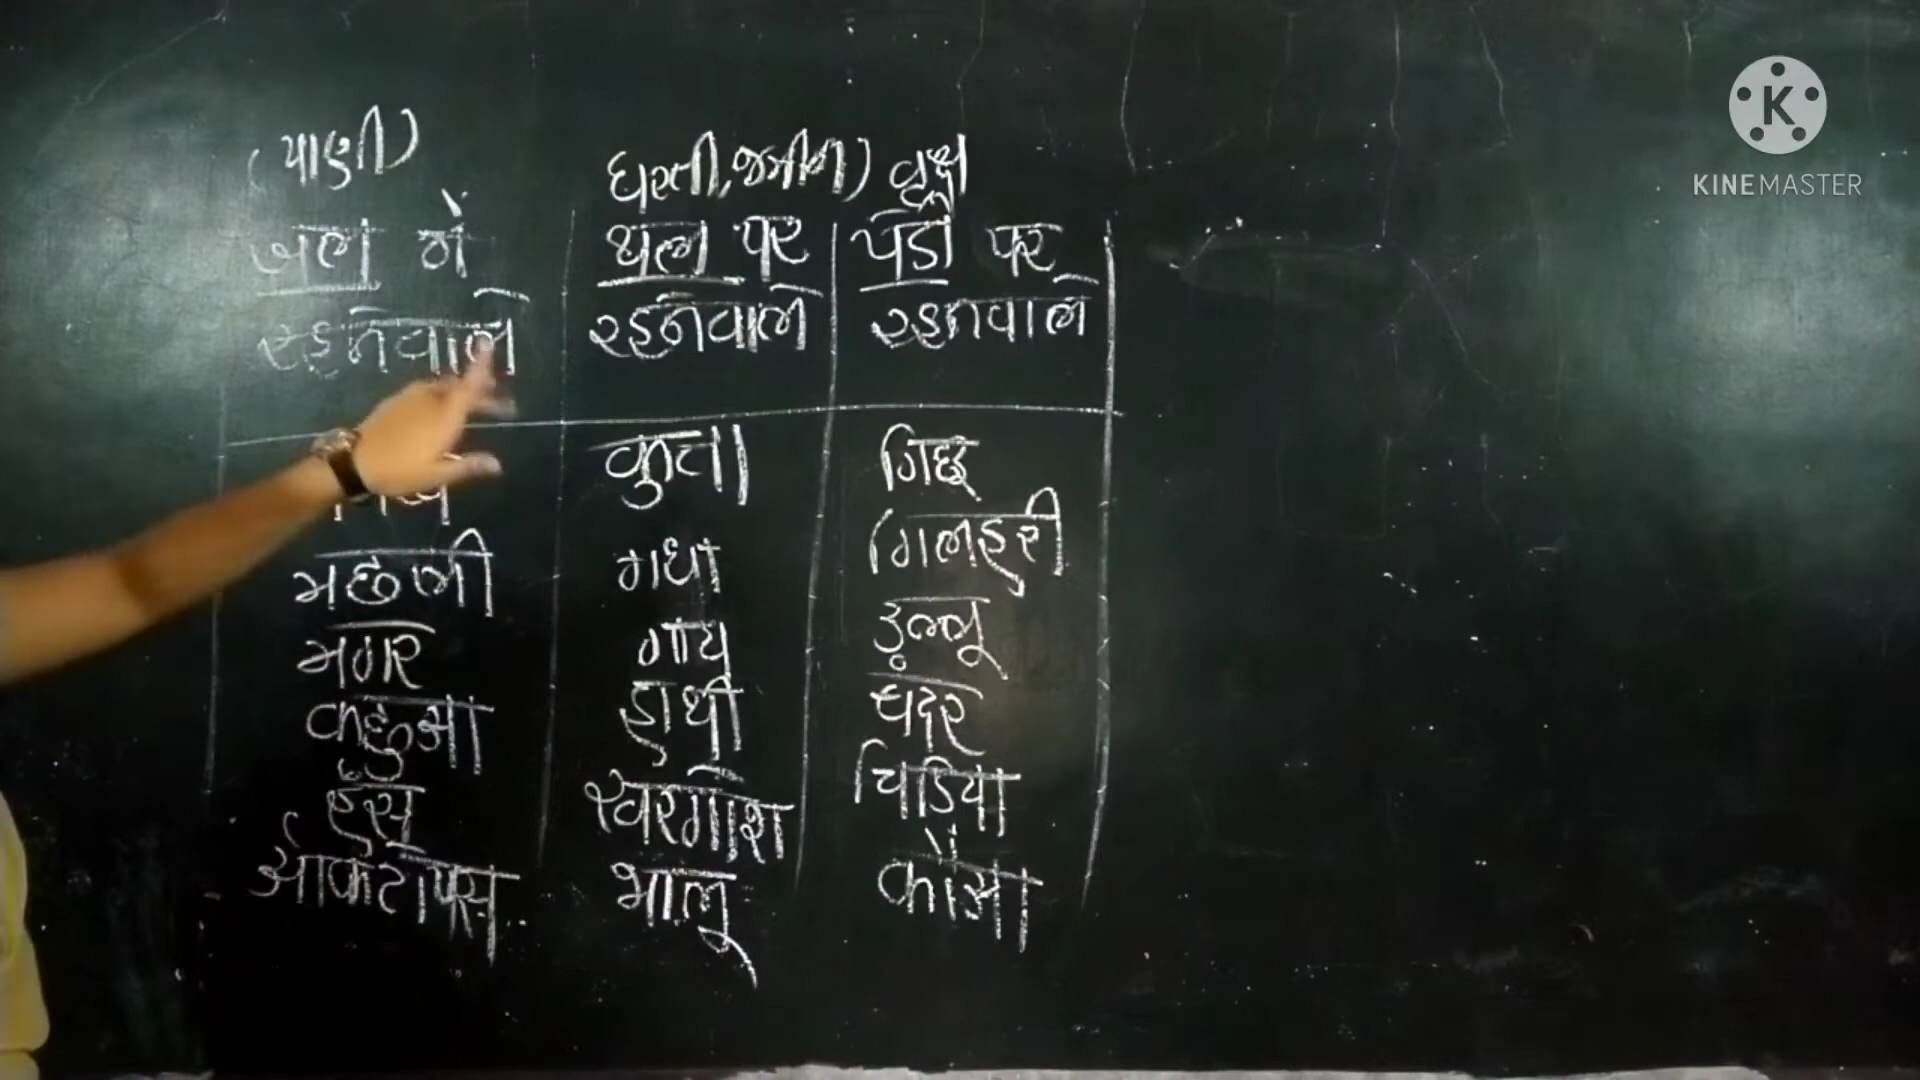 (पाणी)
जल में
रहनेवाले
मछली
मगर
कछुआ
हंस
ऑक्टोपस
धरती, जमीन)
थल पर
रहनेवाले
कुत्ता
गधा
गाय
हाथी
खरगोश
भालू
वृक्ष
पेडों पर
रहनेवाले
गिद्ध
गिलहरी
उल्लू
बंदर
चिडिया
कौआ
K
KINEMASTER